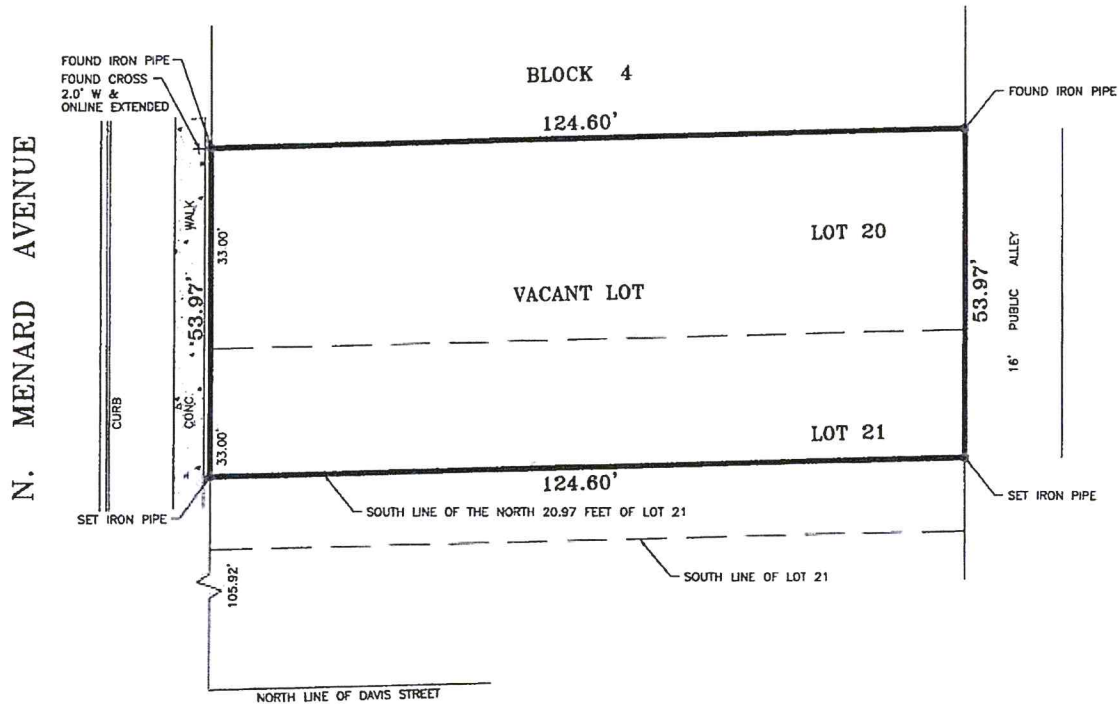 FOUND IRON PIPE
FOUND CROSS
2.0' W &
ONLINE EXTENDED
BLOCK 4
FOUND IRON PIPE
124.60'
N. MENARD AVENUE
CURB
CONC. WALK
33.00'
53.97'
33.00'
LOT 20
VACANT LOT
53.97'
16' PUBLIC ALLEY
LOT 21
124.60'
SET IRON PIPE
SOUTH LINE OF THE NORTH 20.97 FEET OF LOT 21
SET IRON PIPE
SOUTH LINE OF LOT 21
105.92'
NORTH LINE OF DAVIS STREET